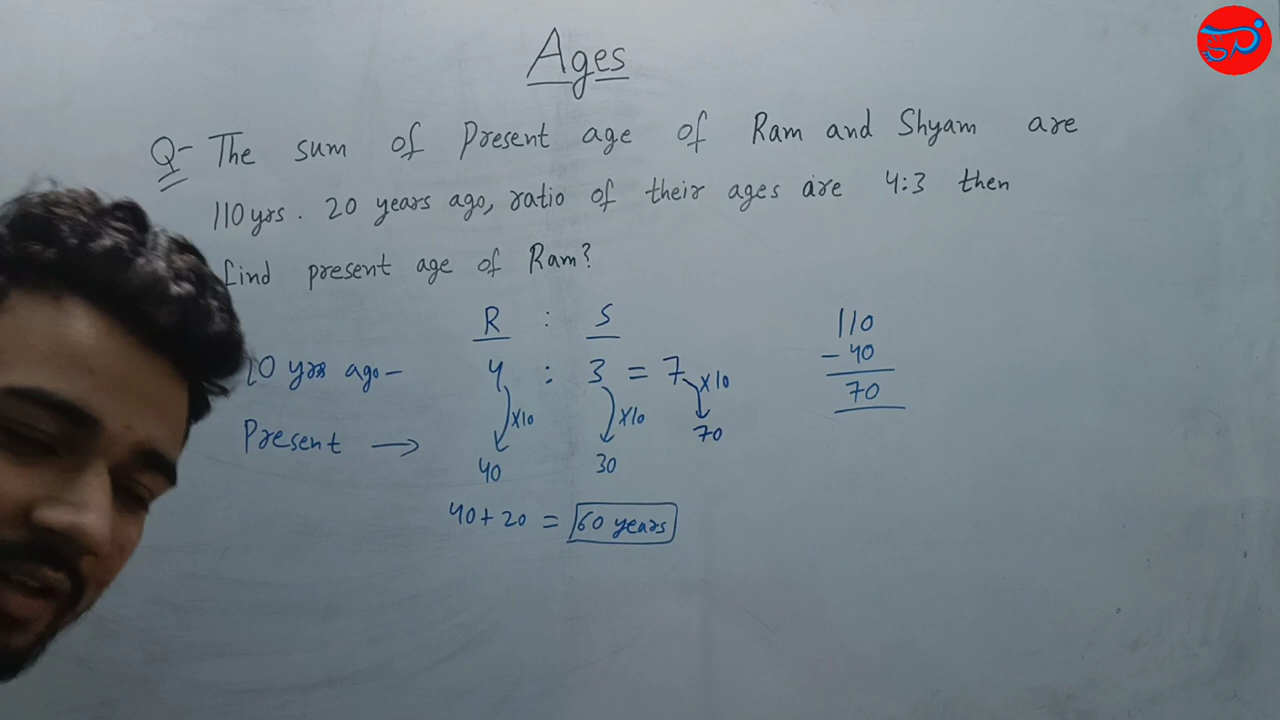 Ages
Q- The sum of Present age of Ram and Shyam are
110yrs. 20 years ago, ratio of their ages are 4:3 then
find present age of Ram?
R : S
20 yrs ago- 4 : 3 = 7 x10
Present → x10 x10 70
40 30
40+20 = 60 years
110
- 40
70